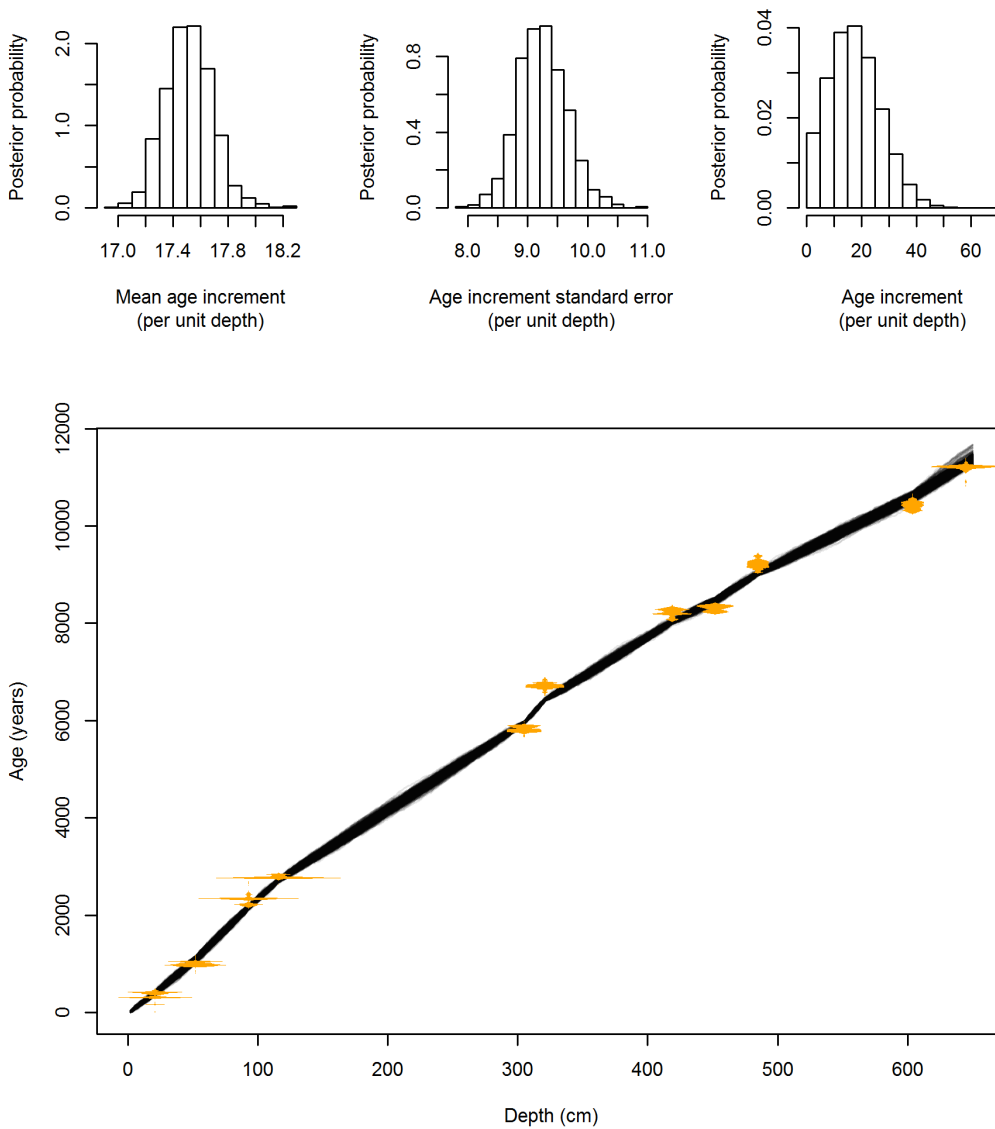 Posterior probability
0.0 1.0 2.0
17.0 17.4 17.8 18.2
Mean age increment
(per unit depth)
Posterior probability
0.0 0.4 0.8
8.0 9.0 10.0 11.0
Age increment standard error
(per unit depth)
Posterior probability
0.00 0.02 0.04
0 20 40 60
Age increment
(per unit depth)
Age (years)
0 2000 4000 6000 8000 10000 12000
0 100 200 300 400 500 600
Depth (cm)